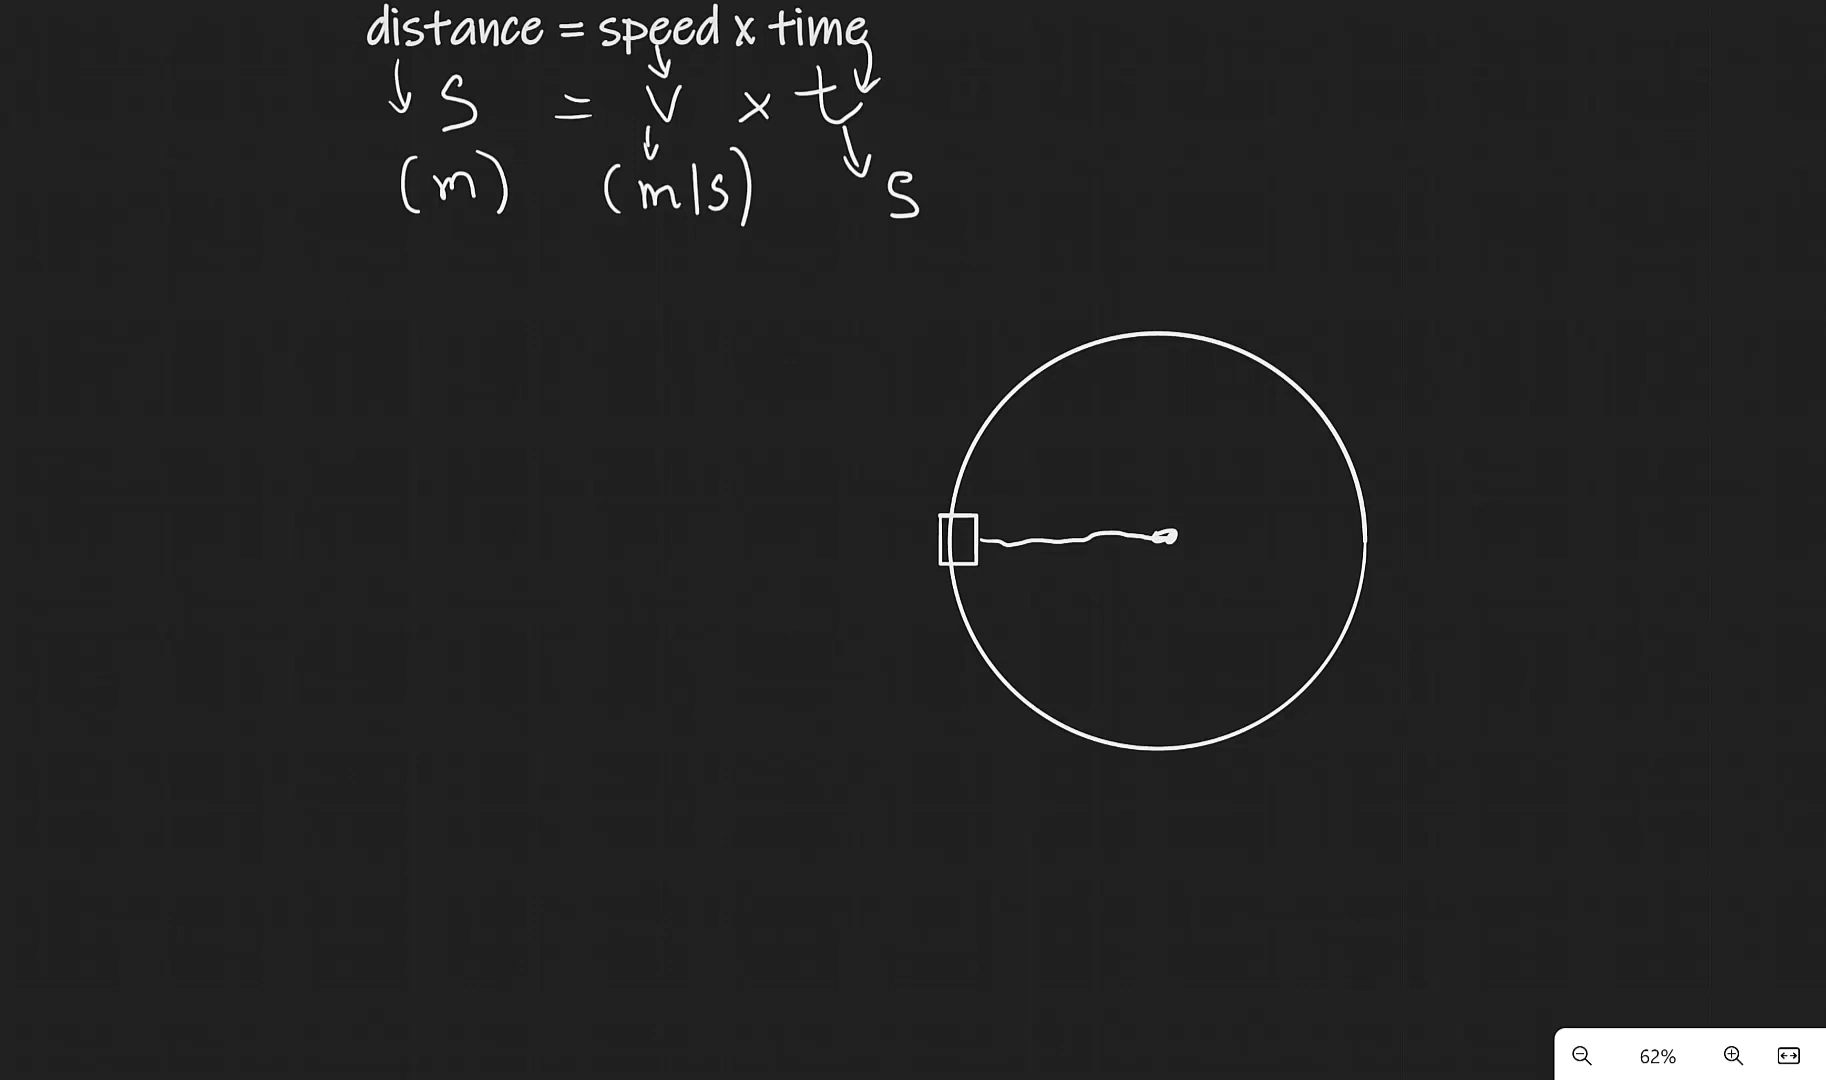 distance = speed x time
S = v x t
(m) (m/s) s
62%